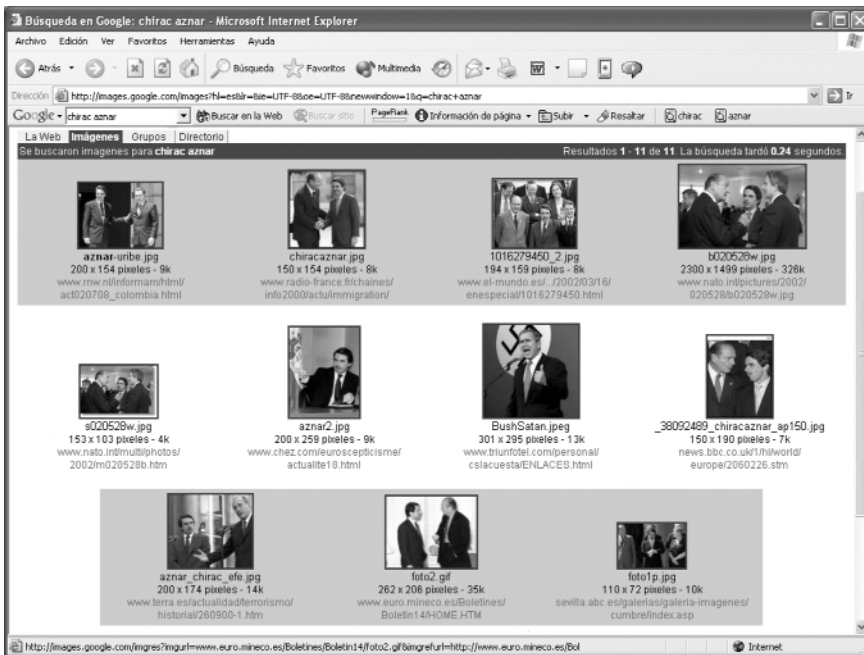 Búsqueda en Google: chirac aznar - Microsoft Internet Explorer
Archivo Edición Ver Favoritos Herramientas Ayuda
Atrás Búsqueda Favoritos Multimedia
Dirección http://images.google.com/images?hl=es&lr=&ie=UTF-8&oe=UTF-8&newwindow=1&q=chirac+aznar Ir
Google chirac aznar Buscar en la Web Buscar sitio PageRank Información de página Subir Resaltar chirac aznar
La Web Imágenes Grupos Directorio
Se buscaron imagenes para chirac aznar Resultados 1 - 11 de 11. La búsqueda tardó 0.24 segundos.
aznar-uribe.jpg chiracaznar.jpg 1016279450_2.jpg b020528w.jpg
200 x 154 pixeles - 9k 150 x 154 pixeles - 8k 194 x 159 pixeles - 8k 2300 x 1499 pixeles - 326k
www.rnw.nl/informarn/html/ www.radio-france.fr/chaines/ www.el-mundo.es/../2002/03/16/ www.nato.int/pictures/2002/
act020708_colombia.html info2000/actu/immigration/ enespecial/1016279450.html 020528/b020528w.jpg
s020528w.jpg aznar2.jpg BushSatan.jpeg _38092489_chiracaznar_ap150.jpg
153 x 103 pixeles - 4k 200 x 259 pixeles - 9k 301 x 295 pixeles - 13k 150 x 190 pixeles - 7k
www.nato.int/multi/photos/ www.chez.com/euroscepticisme/ www.triunfotel.com/personal/ news.bbc.co.uk/1/hi/world/
2002/m020528b.htm actualite18.html cslacuesta/ENLACES.html europe/2060226.stm
aznar_chirac_efe.jpg foto2.gif foto1p.jpg
200 x 174 pixeles - 14k 262 x 206 pixeles - 35k 110 x 72 pixeles - 10k
www.terra.es/actualidad/terrorismo/ www.euro.mineco.es/Boletines/ sevilla.abc.es/galerias/galeria-imagenes/
historial/260900-1.htm Boletin14/HOME.HTM cumbre/index.asp
http://images.google.com/imgres?imgurl=www.euro.mineco.es/Boletines/Boletin14/foto2.gif&imgrefurl=http://www.euro.mineco.es/Bol Internet